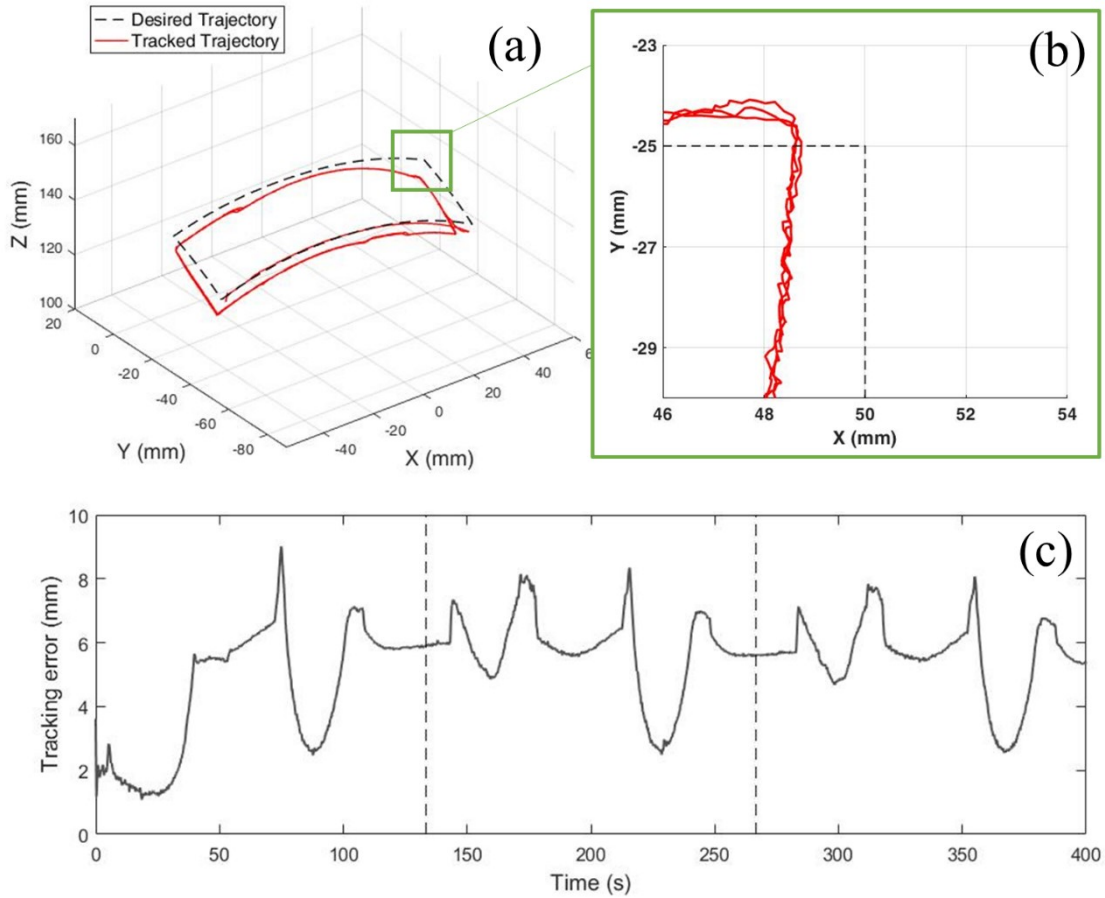 Desired Trajectory
Tracked Trajectory
(a)
160
140
120
100
Z (mm)
20
0
-20
-40
-60
-80
Y (mm)
-40
-20
0
20
40
6
X (mm)
(b)
-23
-25
-27
-29
Y (mm)
46 48 50 52 54
X (mm)
(c)
10
8
6
4
2
0
Tracking error (mm)
0 50 100 150 200 250 300 350 400
Time (s)